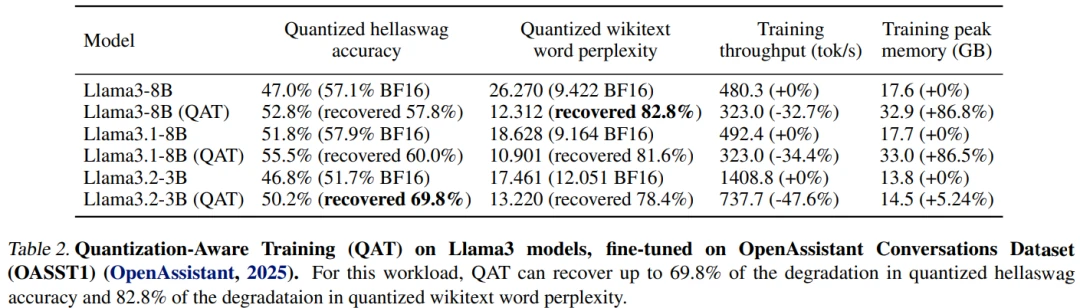 Model Quantized hellaswag accuracy Quantized wikitext word perplexity Training throughput (tok/s) Training peak memory (GB)
Llama3-8B 47.0% (57.1% BF16) 26.270 (9.422 BF16) 480.3 (+0%) 17.6 (+0%)
Llama3-8B (QAT) 52.8% (recovered 57.8%) 12.312 (recovered 82.8%) 323.0 (-32.7%) 32.9 (+86.8%)
Llama3.1-8B 51.8% (57.9% BF16) 18.628 (9.164 BF16) 492.4 (+0%) 17.7 (+0%)
Llama3.1-8B (QAT) 55.5% (recovered 60.0%) 10.901 (recovered 81.6%) 323.0 (-34.4%) 33.0 (+86.5%)
Llama3.2-3B 46.8% (51.7% BF16) 17.461 (12.051 BF16) 1408.8 (+0%) 13.8 (+0%)
Llama3.2-3B (QAT) 50.2% (recovered 69.8%) 13.220 (recovered 78.4%) 737.7 (-47.6%) 14.5 (+5.24%)
Table 2. Quantization-Aware Training (QAT) on Llama3 models, fine-tuned on OpenAssistant Conversations Dataset
(OASST1) (OpenAssistant, 2025). For this workload, QAT can recover up to 69.8% of the degradation in quantized hellaswag
accuracy and 82.8% of the degradataion in quantized wikitext word perplexity.